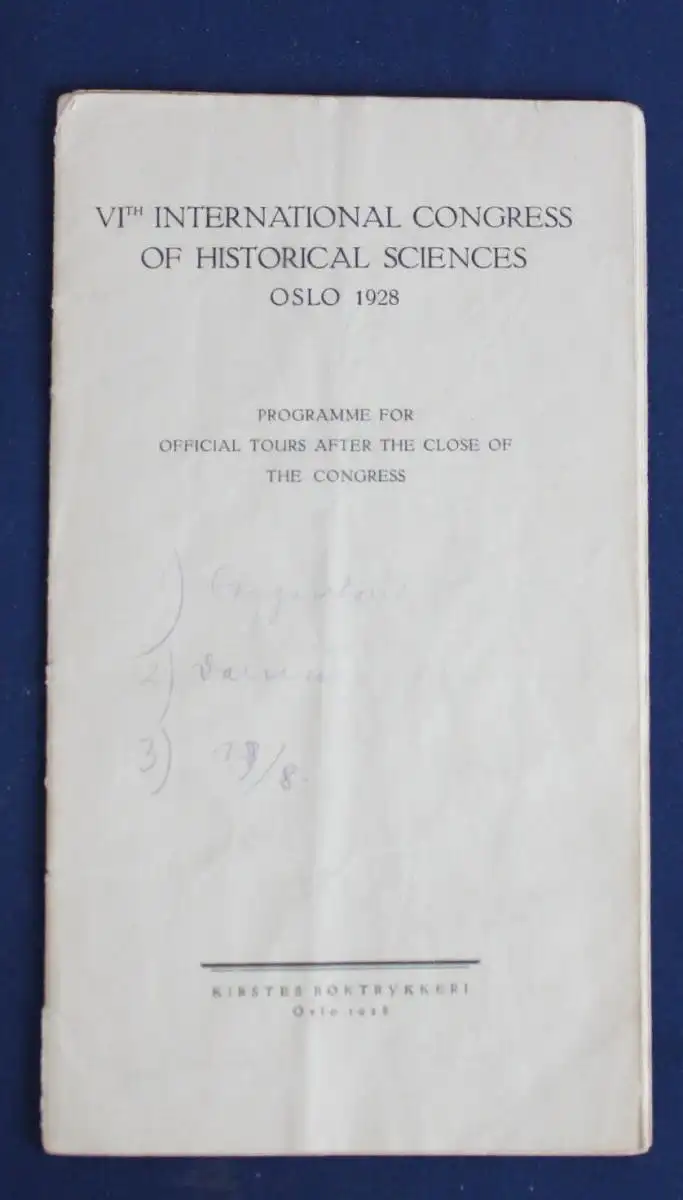 VITH INTERNATIONAL CONGRESS
OF HISTORICAL SCIENCES
OSLO 1928
PROGRAMME FOR
OFFICIAL TOURS AFTER THE CLOSE OF
THE CONGRESS
1)
2)
3) /8.
KIRSTES BOKTRYKKERI
Oslo 1928